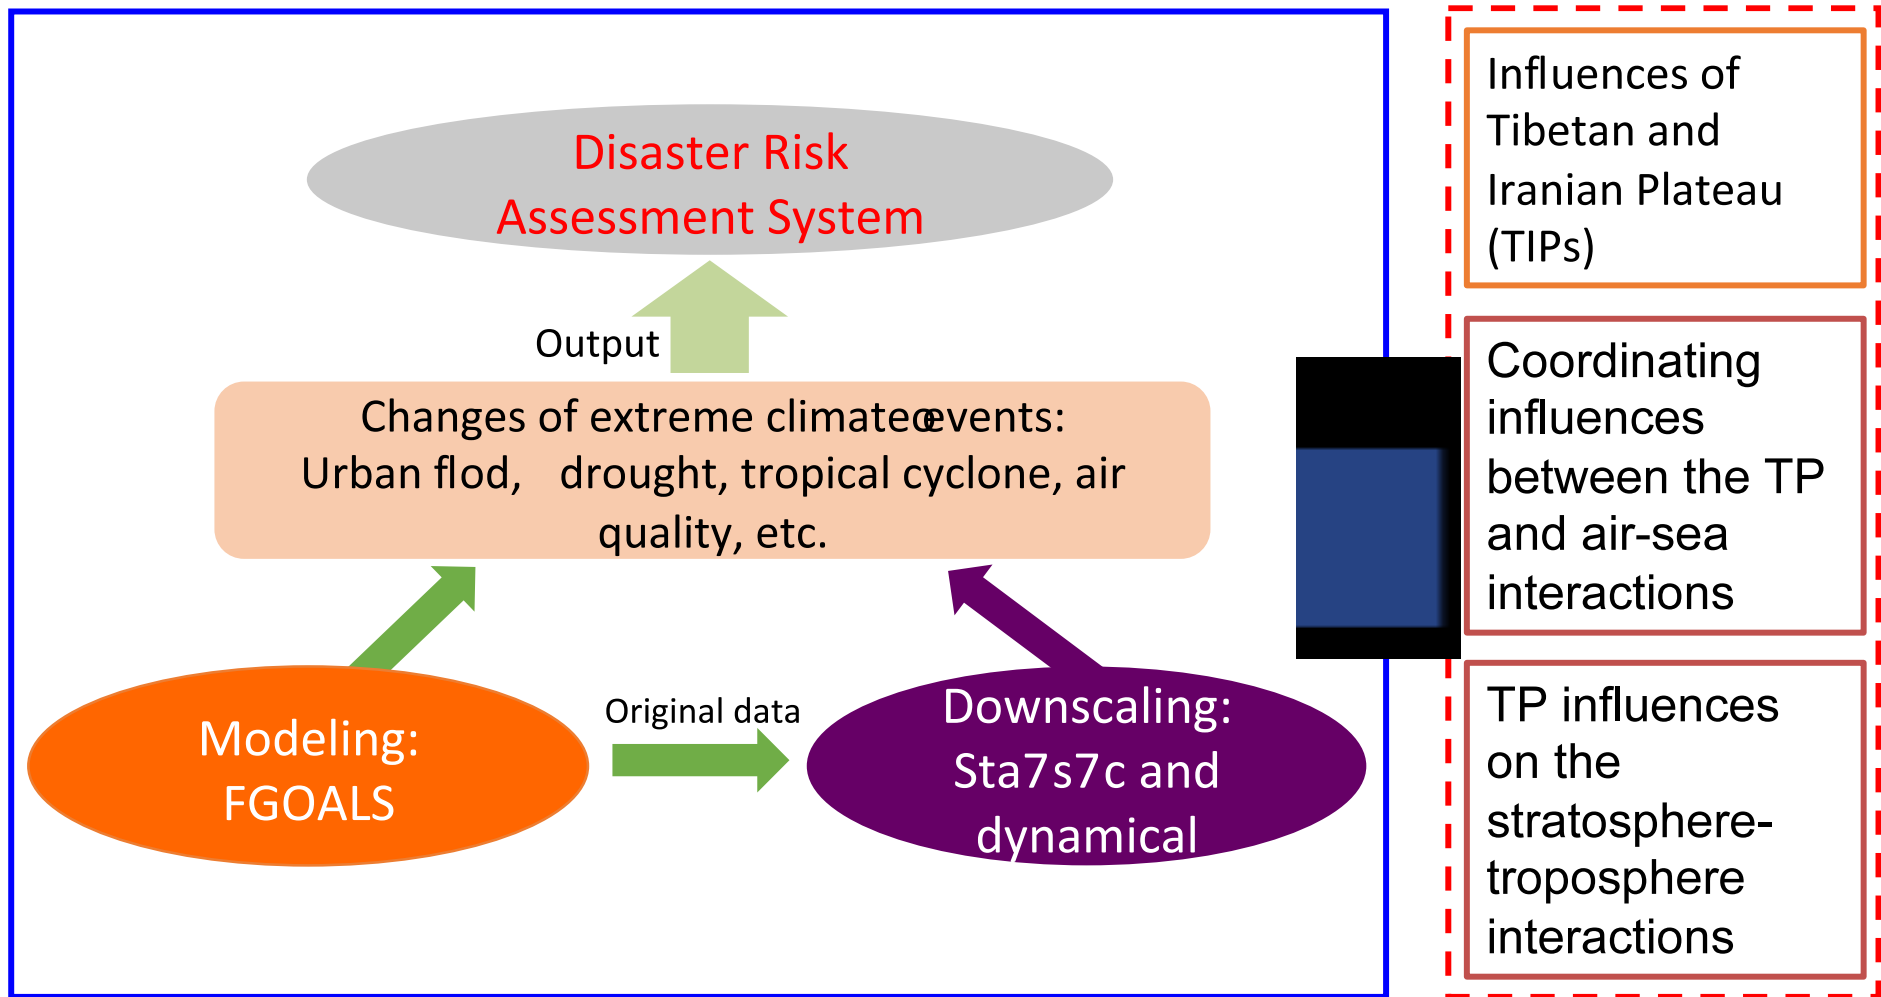 Disaster Risk
Assessment System
Output
Changes of extreme climateoevents:
Urban flod, drought, tropical cyclone, air
quality, etc.
Modeling:
FGOALS
Original data
Downscaling:
Sta7s7c and
dynamical
Influences of
Tibetan and
Iranian Plateau
(TIPs)
Coordinating
influences
between the TP
and air-sea
interactions
TP influences
on the
stratosphere-
troposphere
interactions